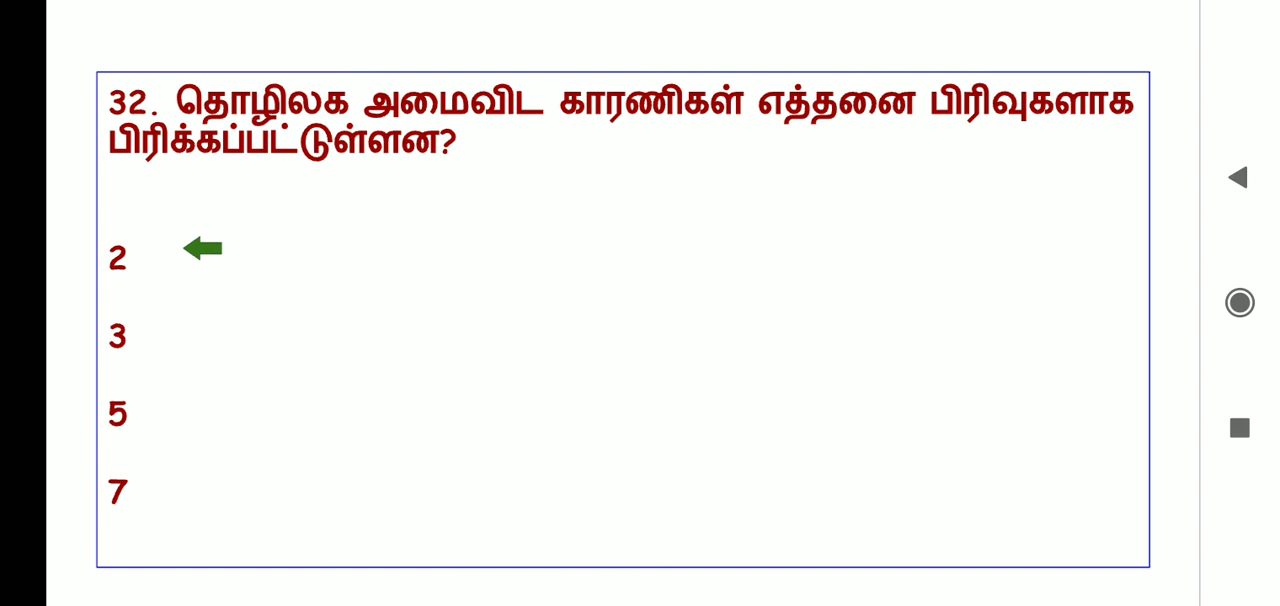 32. தொழிலக அமைவிட காரணிகள் எத்தனை பிரிவுகளாக
பிரிக்கப்பட்டுள்ளன?
2
3
5
7